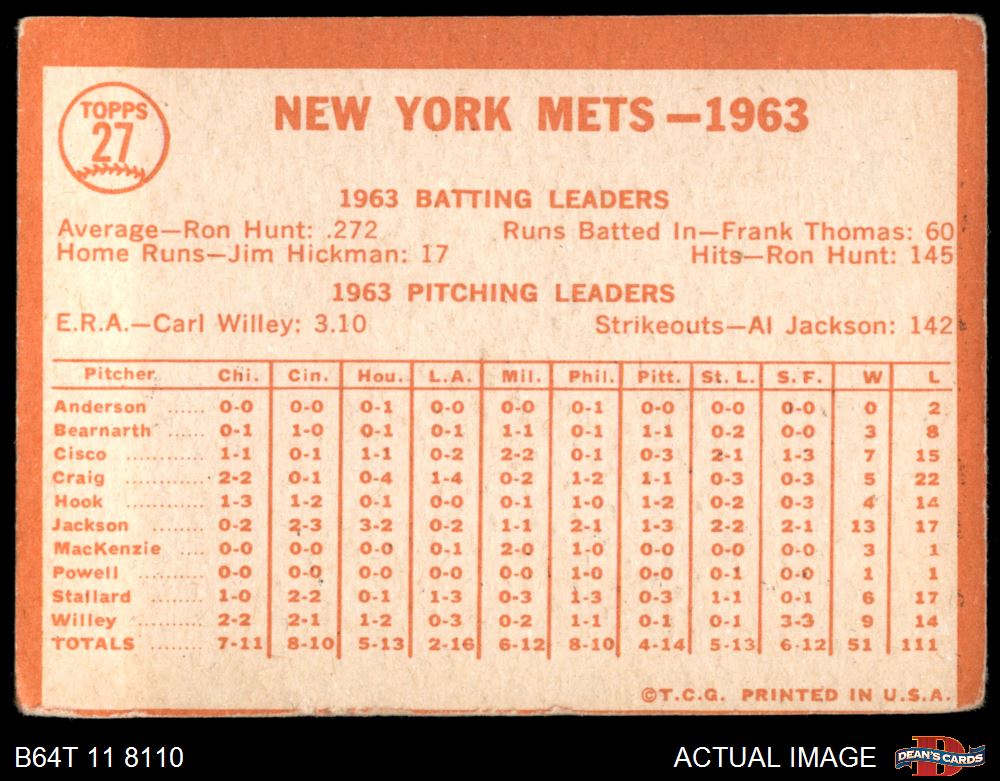 TOPPS
27
NEW YORK METS—1963
1963 BATTING LEADERS
Average—Ron Hunt: .272 Runs Batted In—Frank Thomas: 60
Home Runs—Jim Hickman: 17 Hits—Ron Hunt: 145
1963 PITCHING LEADERS
E.R.A.—Carl Willey: 3.10 Strikeouts—Al Jackson: 142
Pitcher Chi. Cin. Hou. L.A. Mil. Phil. Pitt. St. L. S. F. W L
Anderson ...... 0-0 0-0 0-1 0-0 0-0 0-1 0-0 0-0 0-0 0 2
Bearnarth ...... 0-1 1-0 0-1 0-1 1-1 0-1 1-1 0-2 0-0 3 8
Cisco ............ 1-1 0-1 1-1 0-2 2-2 0-1 0-3 2-1 1-3 7 15
Craig ............ 2-2 0-1 0-4 1-4 0-2 1-2 1-1 0-3 0-3 5 22
Hook ............ 1-3 1-2 0-1 0-0 0-1 1-0 1-2 0-2 0-3 4 14
Jackson ........ 0-2 2-3 3-2 0-2 1-1 2-1 1-3 2-2 2-1 13 17
MacKenzie .... 0-0 0-0 0-0 0-1 2-0 1-0 0-0 0-0 0-0 3 1
Powell .......... 0-0 0-0 0-0 0-0 0-0 1-0 0-0 0-1 0-0 1 1
Stallard ........ 1-0 2-2 0-1 1-3 0-3 1-3 0-3 1-1 0-1 6 17
Willey .......... 2-2 2-1 1-2 0-3 0-2 1-1 0-1 0-1 3-3 9 14
TOTALS ........ 7-11 8-10 5-13 2-16 6-12 8-10 4-14 5-13 6-12 51 111
©T.C.G. PRINTED IN U.S.A.
B64T 11 8110 ACTUAL IMAGE DEAN'S CARDS